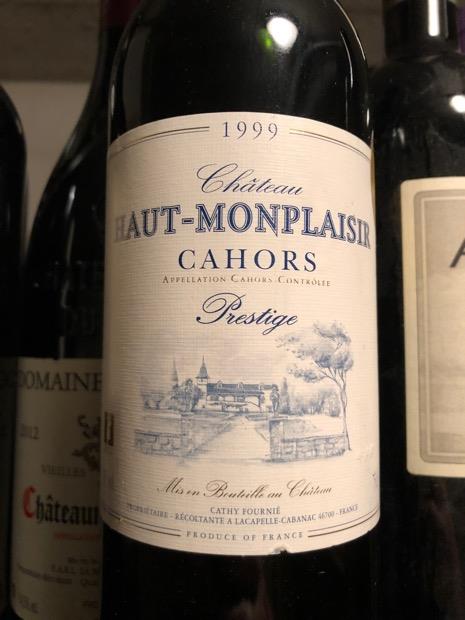 1999
Château
HAUT-MONPLAISIR
CAHORS
APPELLATION CAHORS CONTRÔLÉE
Prestige
Mis en Bouteille au Château
CATHY FOURNIÉ
PROPRIÉTAIRE - RÉCOLTANTE A LACAPELLE-CABANAC 46700 - FRANCE
PRODUCE OF FRANCE
DOMAINE
2012
VIEILLES
Château
A